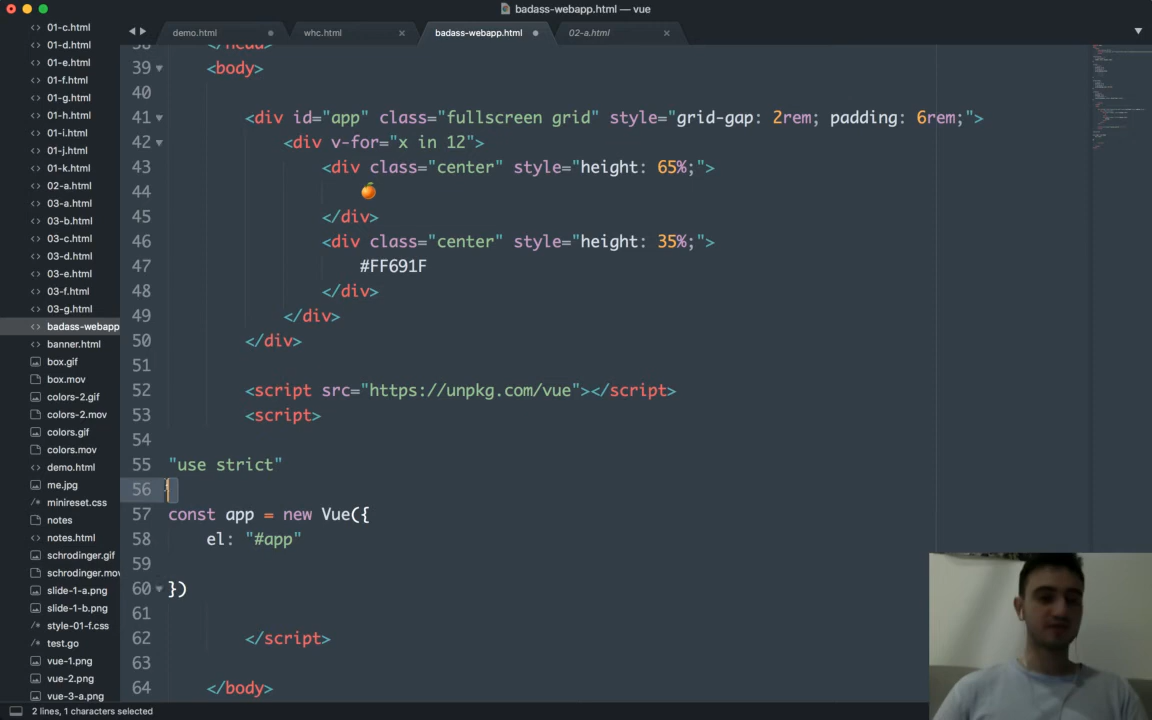 badass-webapp.html — vue
demo.html
whc.html
badass-webapp.html
02-a.html
01-c.html
01-d.html
01-e.html
01-f.html
01-g.html
01-h.html
01-i.html
01-j.html
01-k.html
02-a.html
03-a.html
03-b.html
03-c.html
03-d.html
03-e.html
03-f.html
03-g.html
badass-webapp
banner.html
box.gif
box.mov
colors-2.gif
colors-2.mov
colors.gif
colors.mov
demo.html
me.jpg
minireset.css
notes
notes.html
schrodinger.gif
schrodinger.mov
slide-1-a.png
slide-1-b.png
style-01-f.css
test.go
vue-1.png
vue-2.png
vue-3-a.png
38 </head>
39 <body>
40
41 <div id="app" class="fullscreen grid" style="grid-gap: 2rem; padding: 6rem;">
42 <div v-for="x in 12">
43 <div class="center" style="height: 65%;">
44 🍊
45 </div>
46 <div class="center" style="height: 35%;">
47 #FF691F
48 </div>
49 </div>
50 </div>
51
52 <script src="https://unpkg.com/vue"></script>
53 <script>
54
55 "use strict"
56
57 const app = new Vue({
58 el: "#app"
59
60 })
61
62 </script>
63
64 </body>
2 lines, 1 characters selected